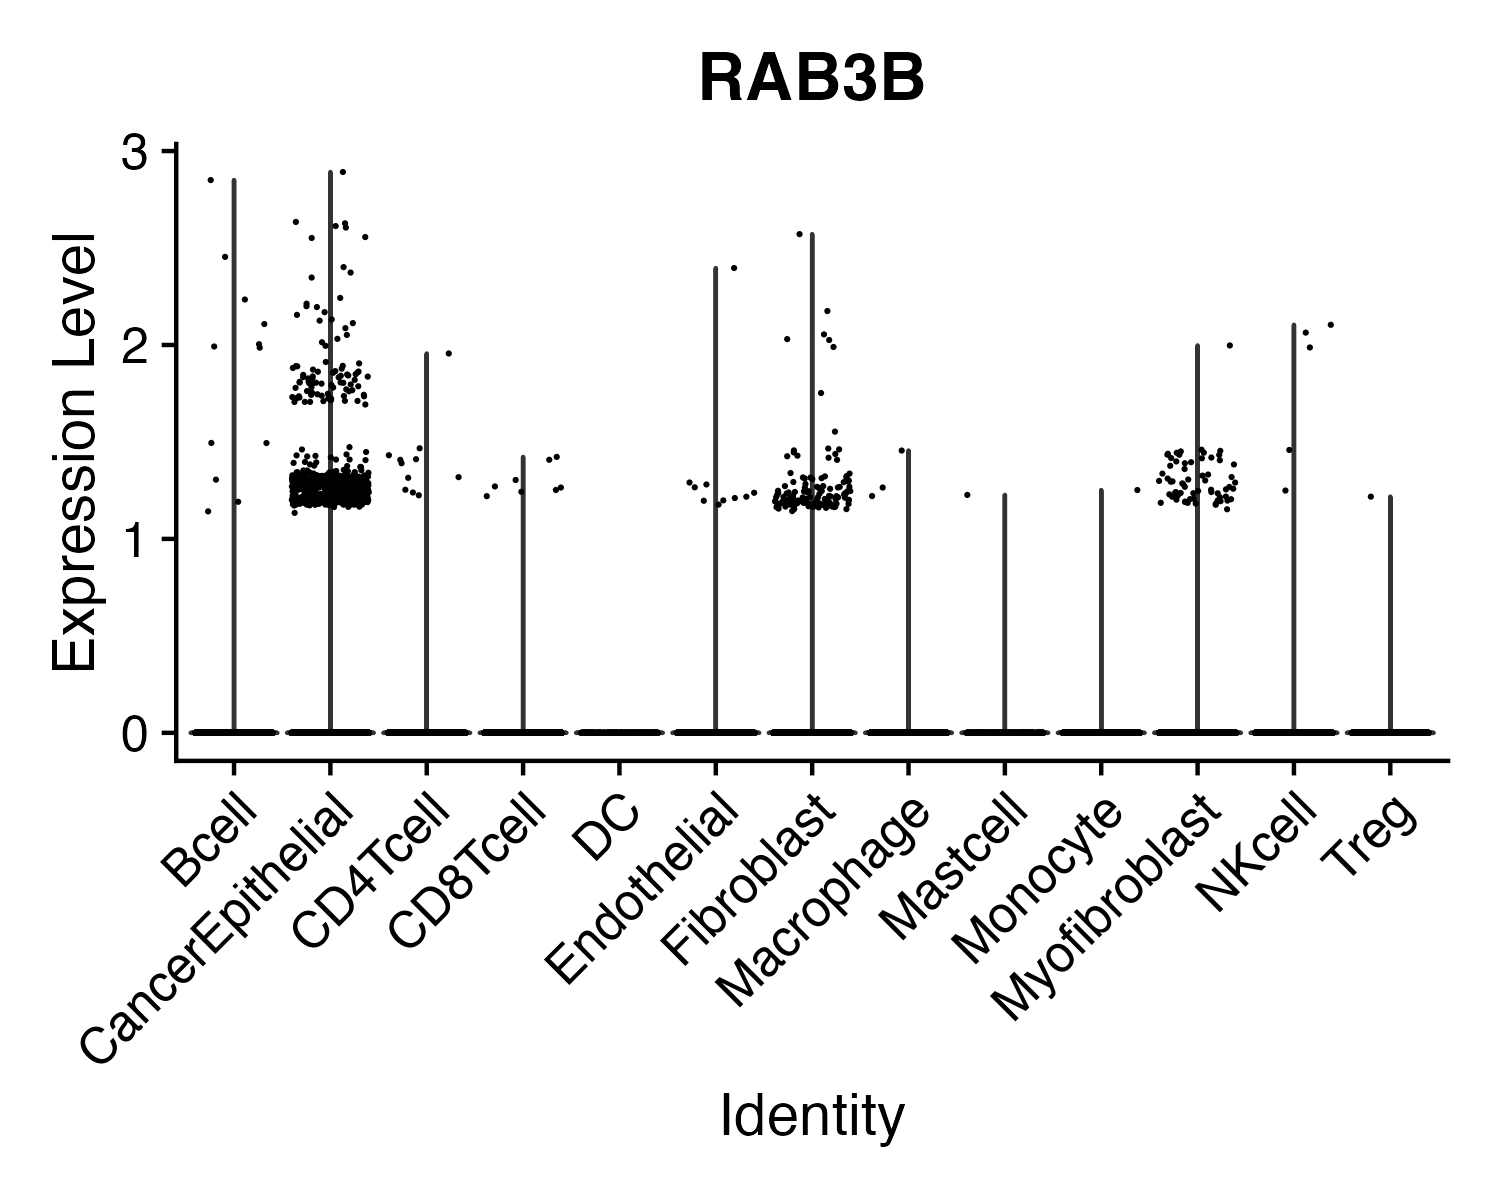 RAB3B
Expression Level
3
2
1
0
Bcell
CancerEpithelial
CD4Tcell
CD8Tcell
DC
Endothelial
Fibroblast
Macrophage
Mastcell
Monocyte
Myofibroblast
NKcell
Treg
Identity